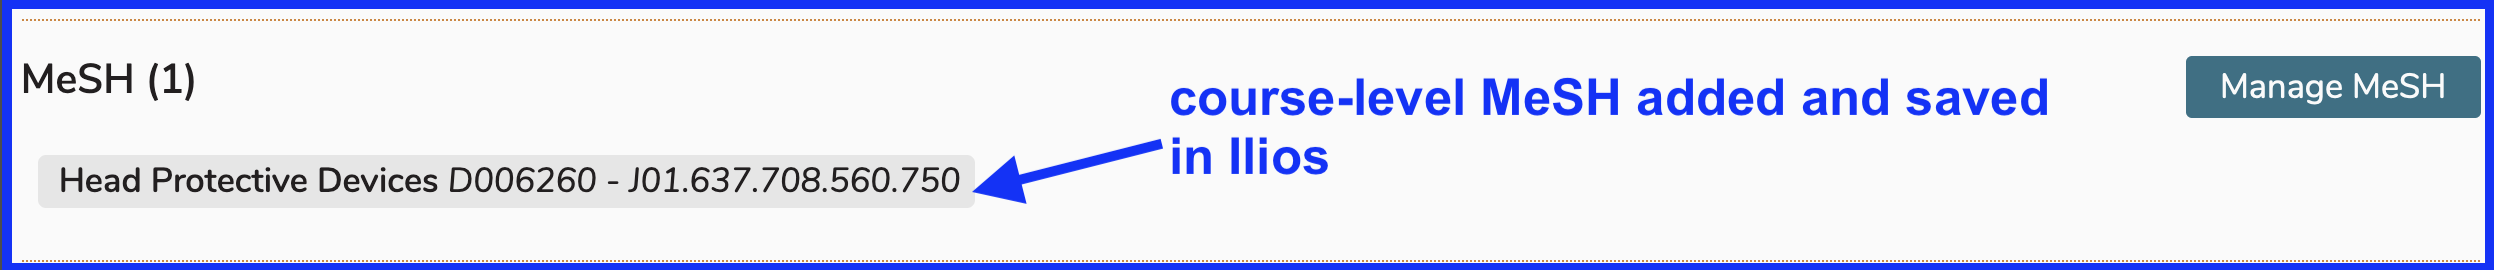 MeSH (1)
course-level MeSH added and saved
in Ilios
Manage MeSH
Head Protective Devices D006260 - J01.637.708.560.750